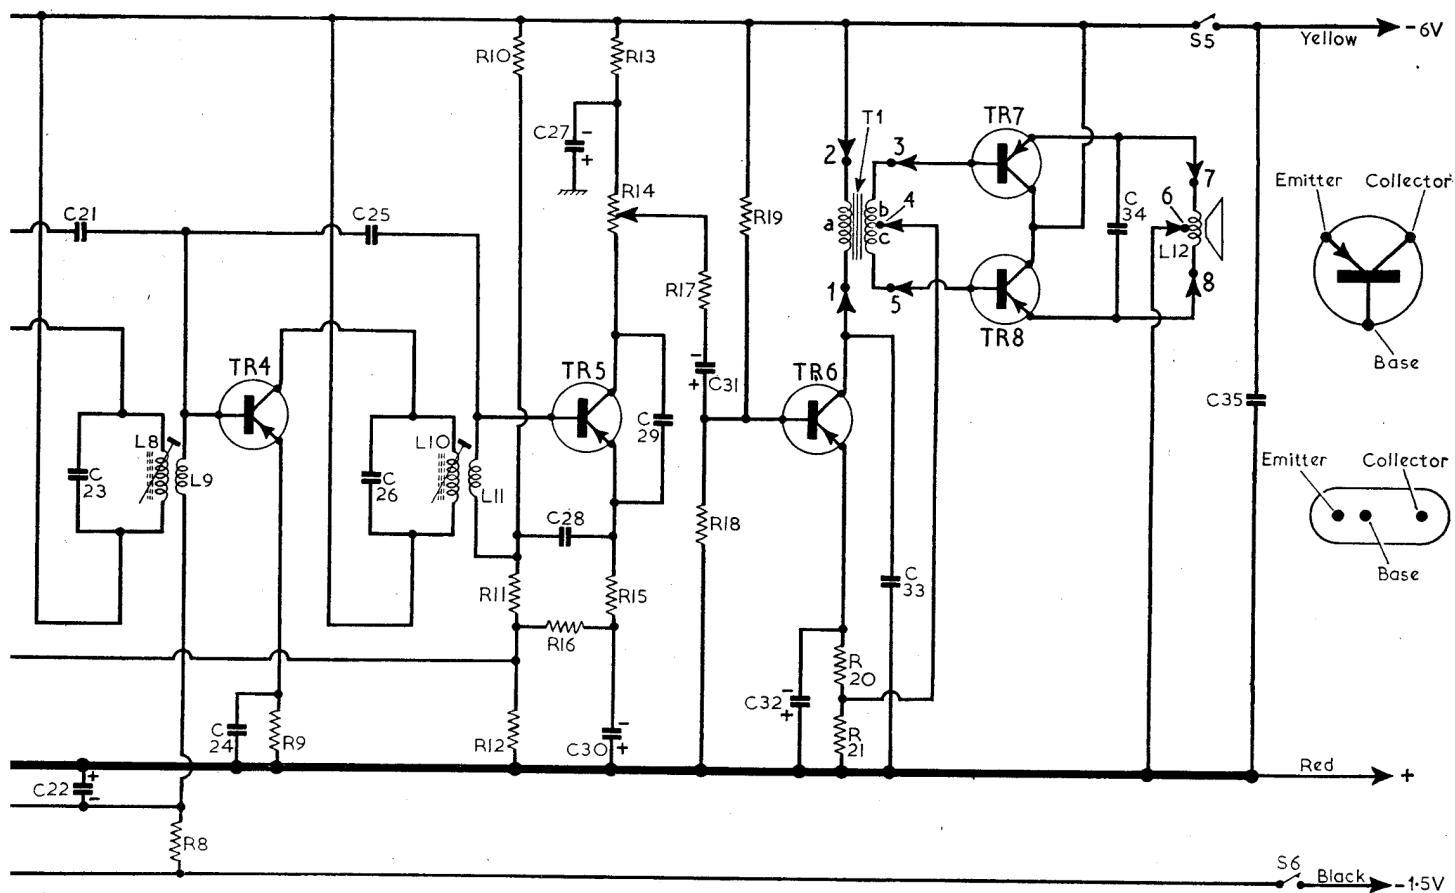 R10
R13
S5
Yellow
-6V
C27
-
+
T1
TR7
2
3
Emitter
Collector
C21
C25
R14
R19
a
b
c
4
C
34
6
7
L12
R17
1
5
8
TR8
Base
TR4
TR5
-
+
C31
TR6
C35
L8
L9
C
23
L10
L11
C
26
C
29
Emitter
Collector
C28
R18
Base
R11
R15
C
33
R16
R
20
C
24
R9
R12
C30
-
+
C32
-
+
R
21
C22
+
-
Red
+
R8
S6
Black
-1·5V